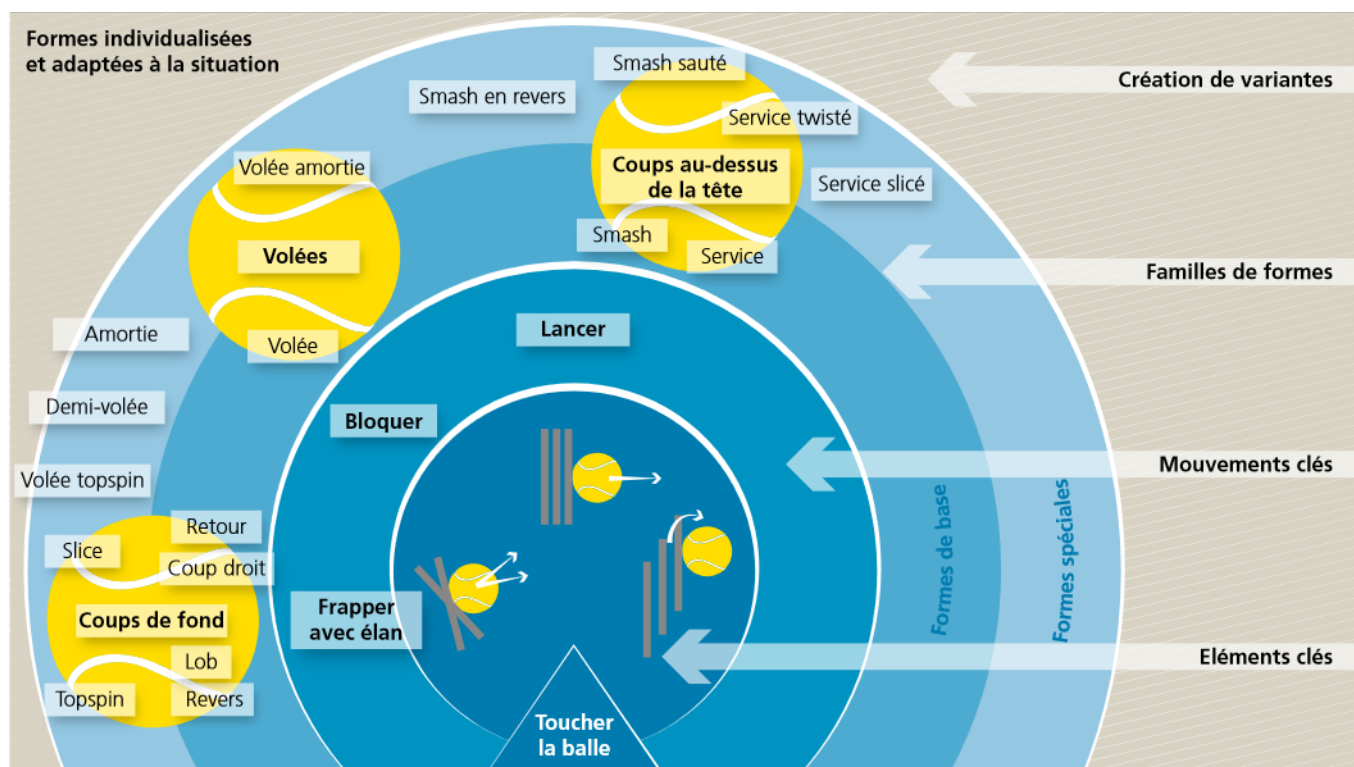 Formes individualisées
et adaptées à la situation
Smash sauté
Création de variantes
Smash en revers
Service twisté
Volée amortie
Coups au-dessus
de la tête
Service slicé
Smash
Service
Volées
Familles de formes
Volée
Lancer
Amortie
Demi-volée
Bloquer
Mouvements clés
Volée topspin
Formes de base
Formes spéciales
Retour
Slice
Coup droit
Coups de fond
Frapper
avec élan
Lob
Topspin
Revers
Eléments clés
Toucher
la balle